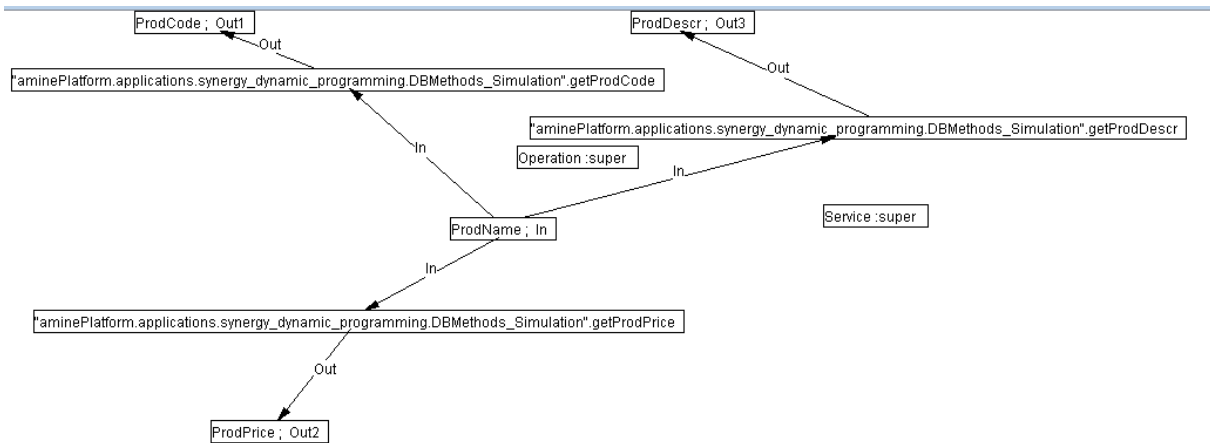 ProdCode ; Out1
ProdDescr ; Out3
Out
Out
"aminePlatform.applications.synergy_dynamic_programming.DBMethods_Simulation".getProdCode
"aminePlatform.applications.synergy_dynamic_programming.DBMethods_Simulation".getProdDescr
In
Operation :super
In
Service :super
ProdName ; In
In
"aminePlatform.applications.synergy_dynamic_programming.DBMethods_Simulation".getProdPrice
Out
ProdPrice ; Out2